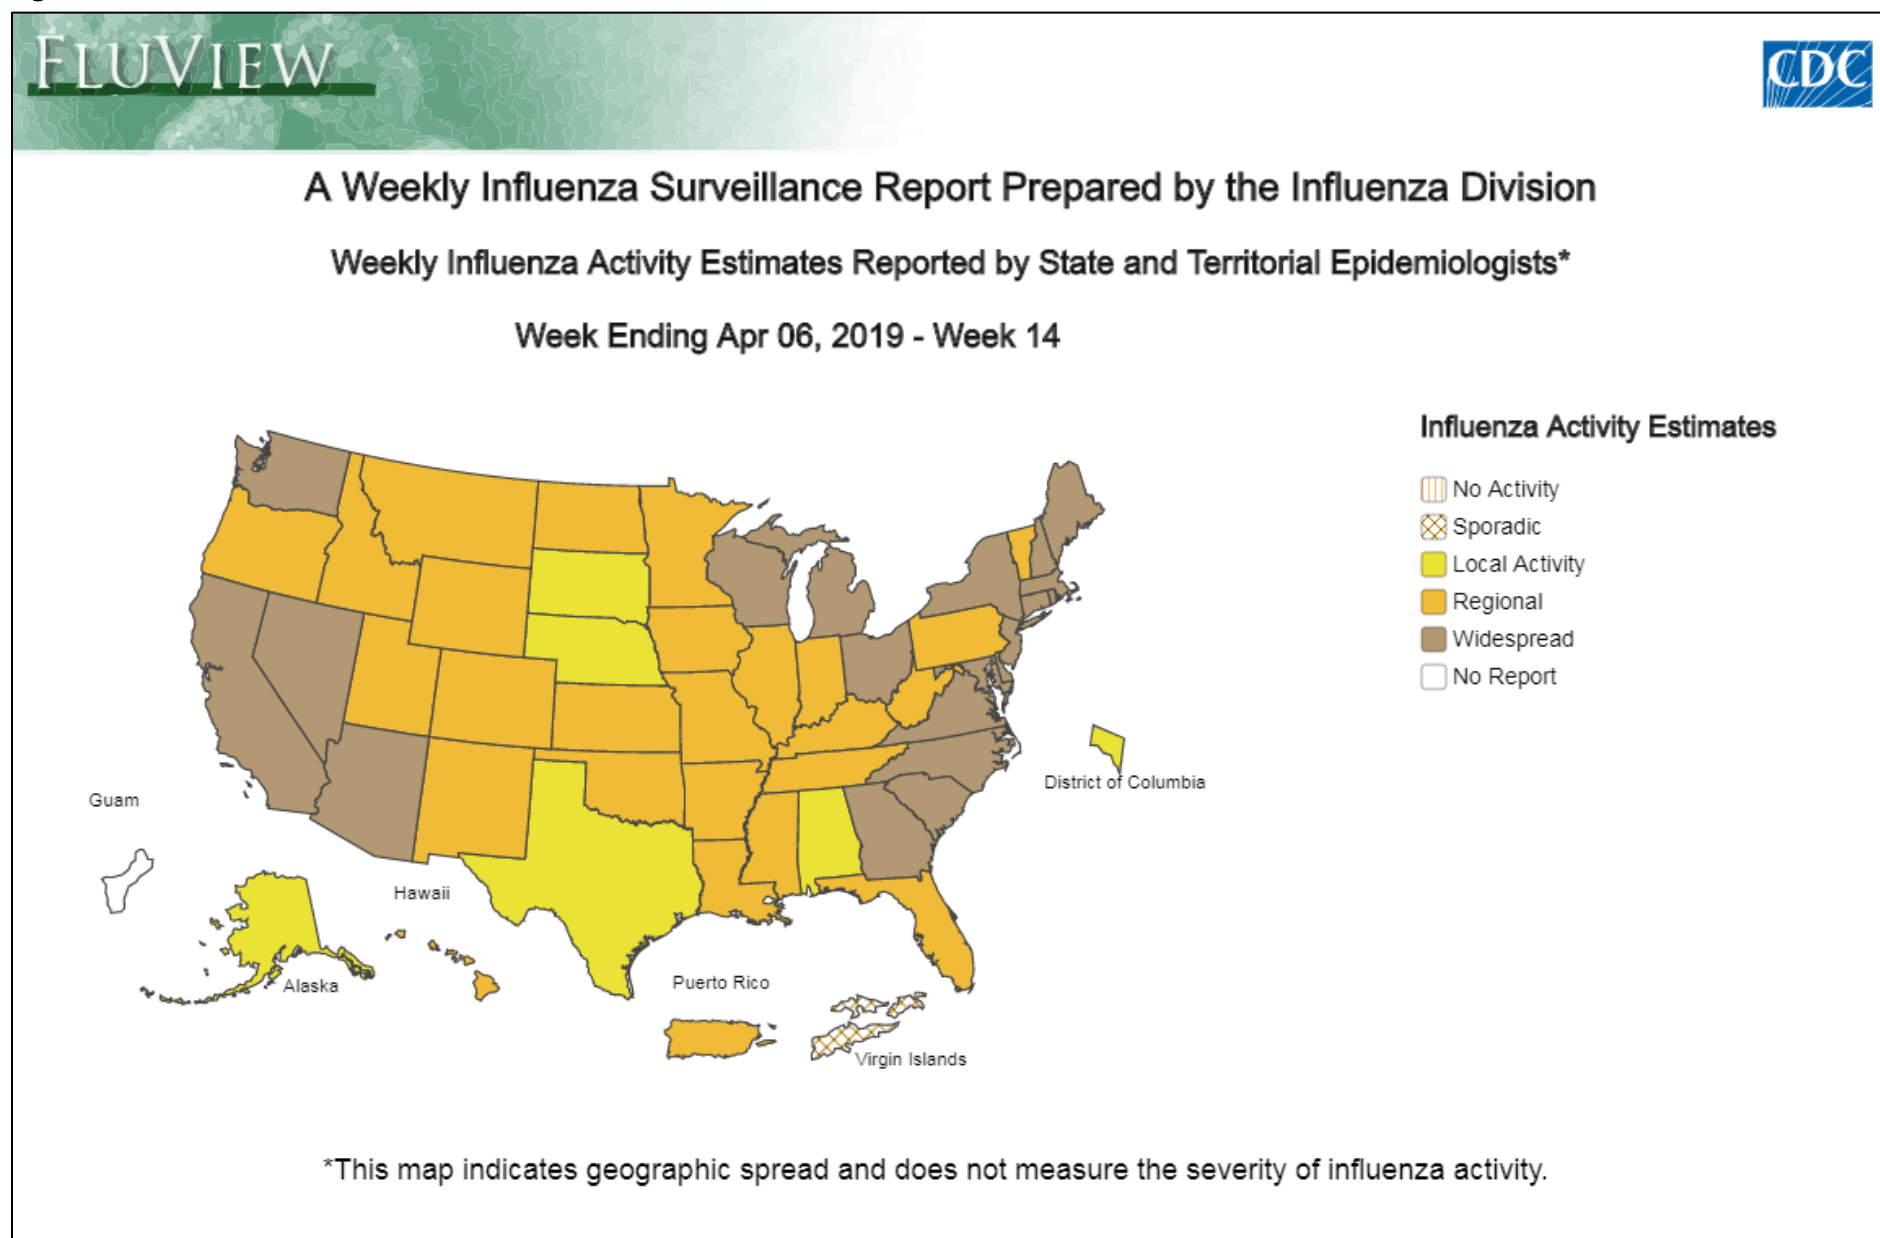 FLUVIEW
CDC
A Weekly Influenza Surveillance Report Prepared by the Influenza Division
Weekly Influenza Activity Estimates Reported by State and Territorial Epidemiologists*
Week Ending Apr 06, 2019 - Week 14
Influenza Activity Estimates
No Activity
Sporadic
Local Activity
Regional
Widespread
No Report
District of Columbia
Guam
Hawaii
Alaska
Puerto Rico
Virgin Islands
*This map indicates geographic spread and does not measure the severity of influenza activity.